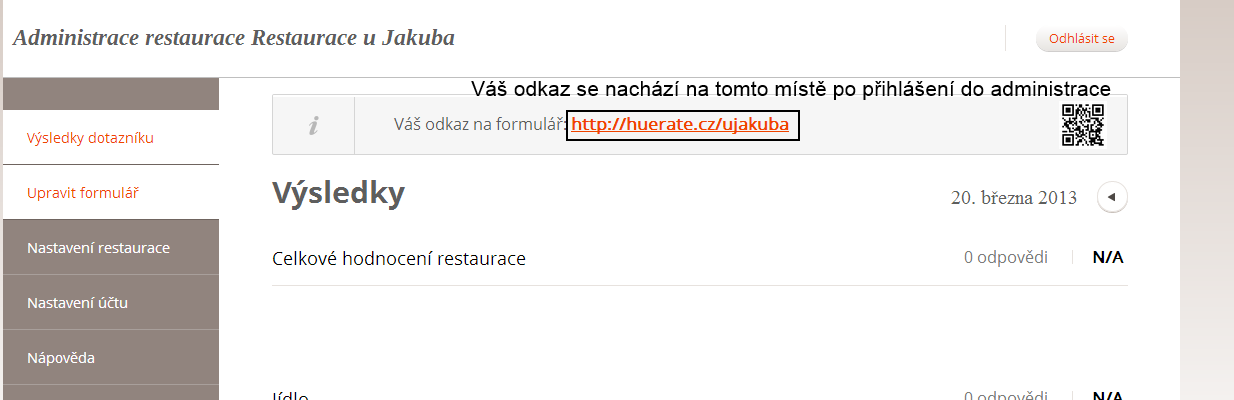 Administrace restaurace Restaurace u Jakuba
Odhlásit se
Váš odkaz se nachází na tomto místě po přihlášení do administrace
Výsledky dotazníku
i
Váš odkaz na formulář: http://huerate.cz/ujakuba
Upravit formulář
Výsledky
20. března 2013
Nastavení restaurace
Celkové hodnocení restaurace
0 odpovědi
N/A
Nastavení účtu
Nápověda
Jídlo
0 odpovědi
N/A